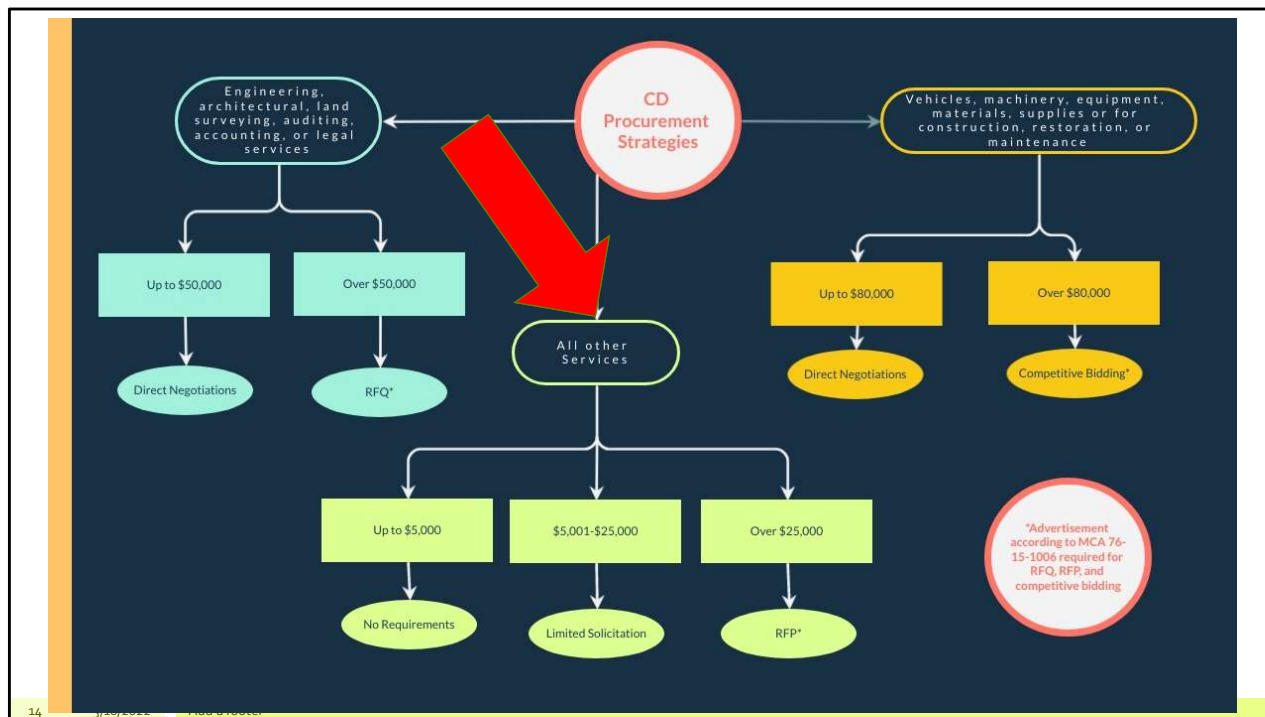 CD
Procurement
Strategies
Engineering,
architectural, land
surveying, auditing,
accounting, or legal
services
Vehicles, machinery, equipment,
materials, supplies or for
construction, restoration, or
maintenance
Up to $50,000
Over $50,000
Direct Negotiations
RFQ*
All other
Services
Up to $80,000
Over $80,000
Direct Negotiations
Competitive Bidding*
Up to $5,000
$5,001-$25,000
Over $25,000
No Requirements
Limited Solicitation
RFP*
*Advertisement
according to MCA 76-
15-1006 required for
RFQ, RFP, and
competitive bidding
14